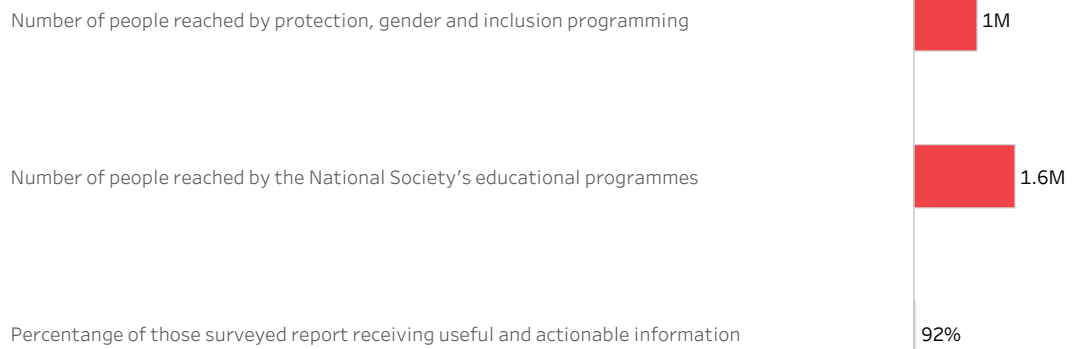 Number of people reached by protection, gender and inclusion programming 1M
Number of people reached by the National Society’s educational programmes 1.6M
Percentange of those surveyed report receiving useful and actionable information 92%